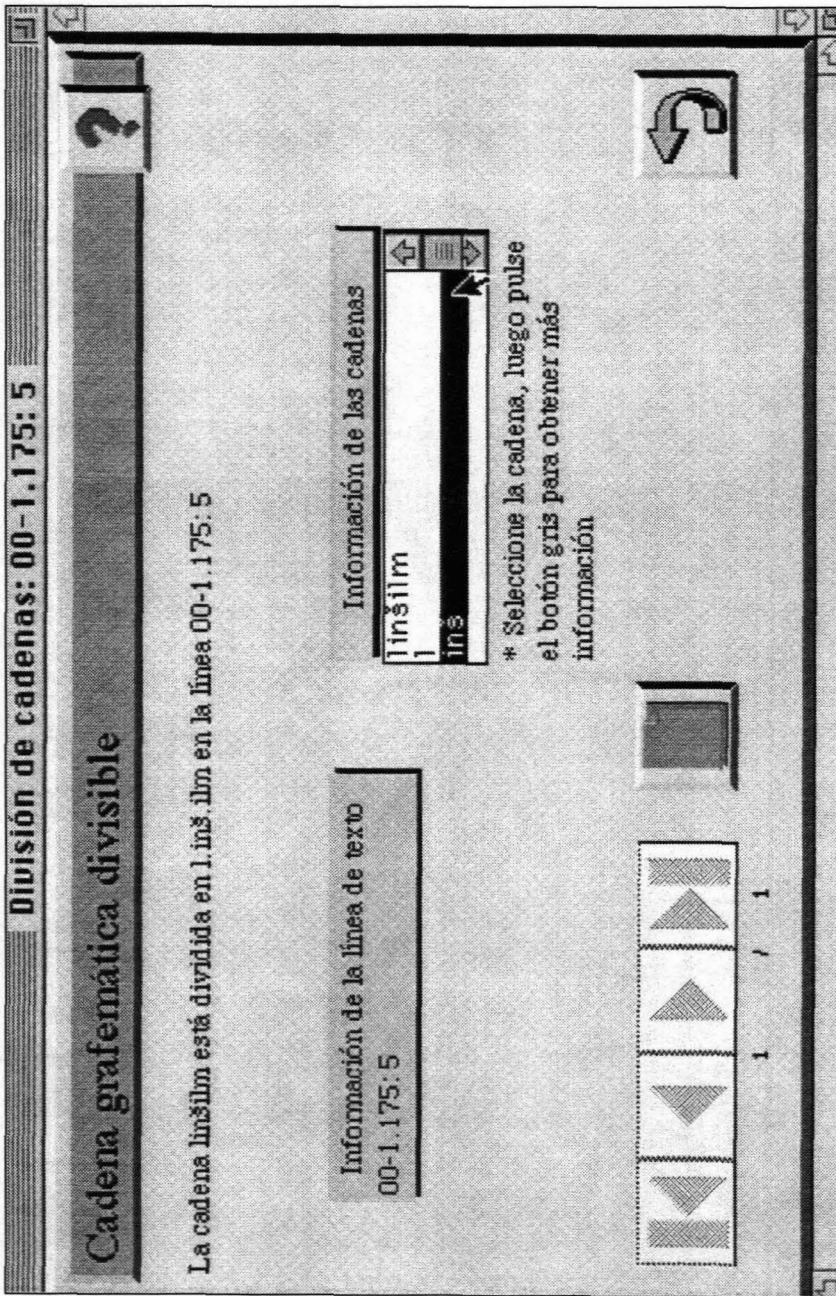 División de cadenas: 00-1.175:5
Cadena grafemática divisible
?
La cadena linšilm está dividida en l.inš.ilm en la línea 00-1.175:5
Información de la línea de texto
00-1.175:5
Información de las cadenas
linšilm
l
inš
* Seleccione la cadena, luego pulse
el botón gris para obtener más
información
1 / 1